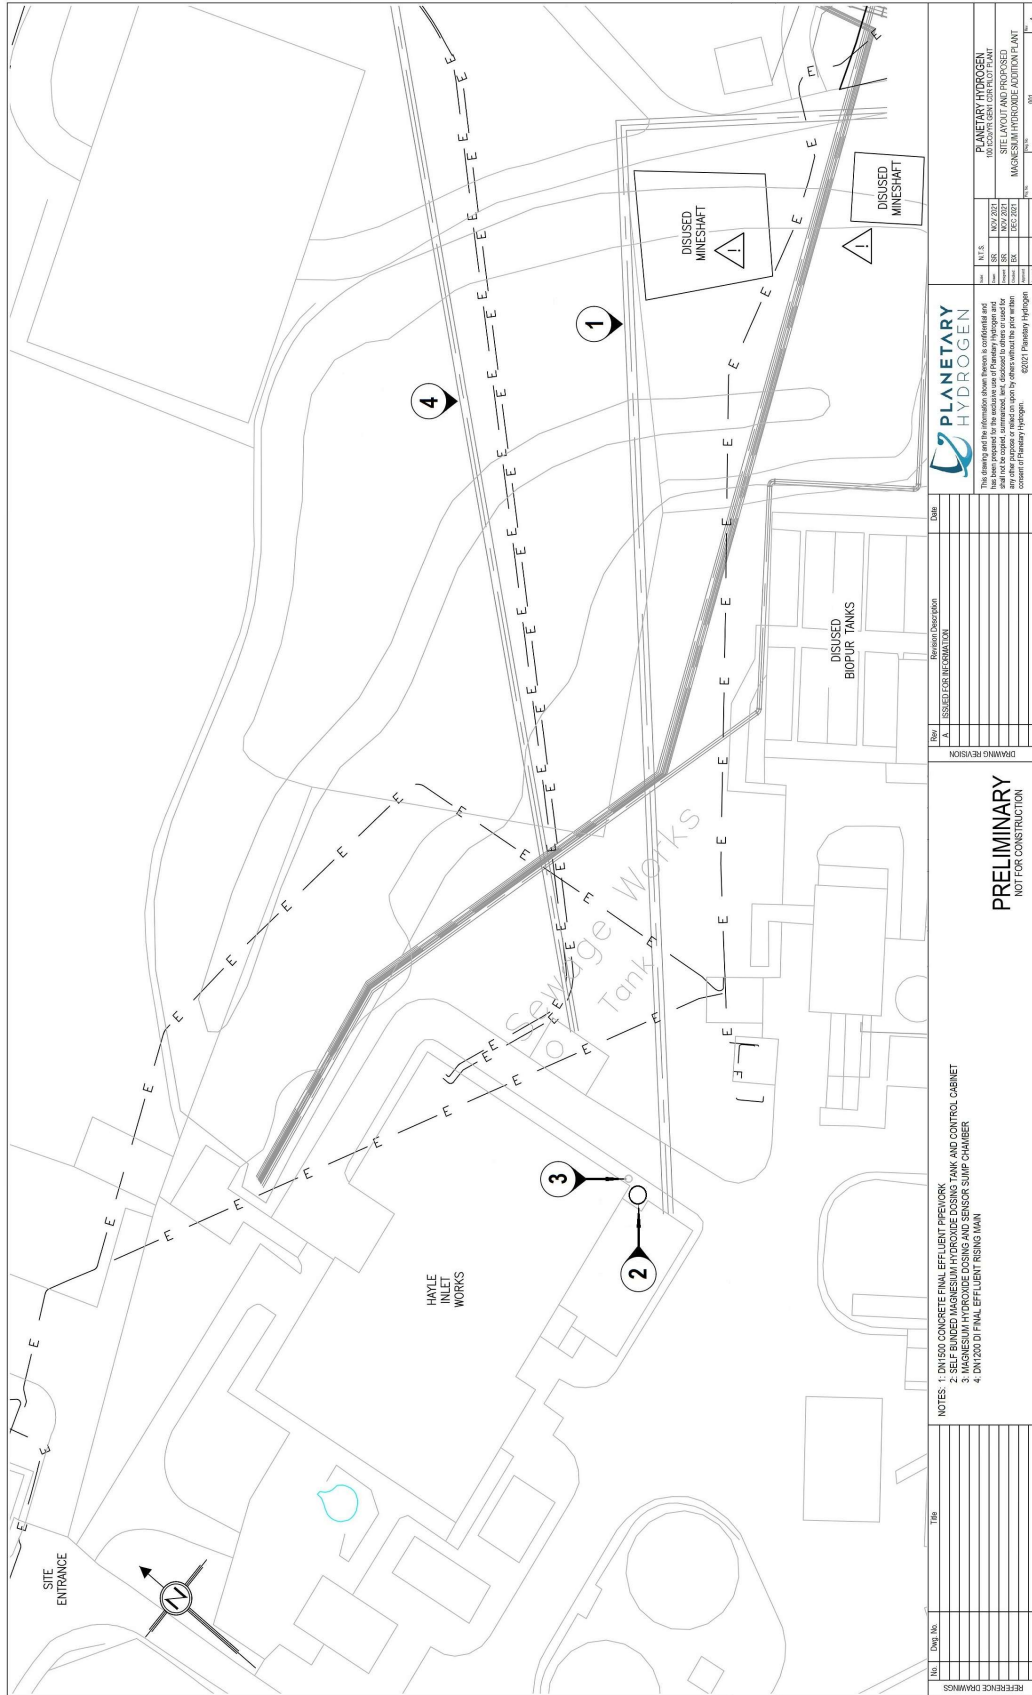 SITE
ENTRANCE
N
HAYLE
INLET
WORKS
Sewage Works
Tank
1
2
3
4
DISUSED
MINESHAFT
!
DISUSED
MINESHAFT
!
DISUSED
BIOPUR TANKS
REFERENCE DRAWINGS
No.
Dwg. No.
Title
NOTES: 1: DN1500 CONCRETE FINAL EFFLUENT PIPEWORK
2: SELF BUNDED MAGNESIUM HYDROXIDE DOSING TANK AND CONTROL CABINET
3: MAGNESIUM HYDROXIDE DOSING AND SENSOR SUMP CHAMBER
4: DN1200 DI FINAL EFFLUENT RISING MAIN
PRELIMINARY
NOT FOR CONSTRUCTION
DRAWING REVISION
Rev
Revision Description
Date
A
ISSUED FOR INFORMATION
PLANETARY
HYDROGEN
This drawing and the information shown thereon is confidential and
has been prepared for the exclusive use of Planetary Hydrogen and
shall not be copied, summarized, lent, disclosed to others or used for
any other purpose or relied on upon by others without the prior written
consent of Planetary Hydrogen.
©2021 Planetary Hydrogen
N.T.S.
SR
NOV 2021
SR
NOV 2021
BX
DEC 2021
PLANETARY HYDROGEN
100 tCO₂/YR GEN1 CDR PILOT PLANT
SITE LAYOUT AND PROPOSED
MAGNESIUM HYDROXIDE ADDITION PLANT
001